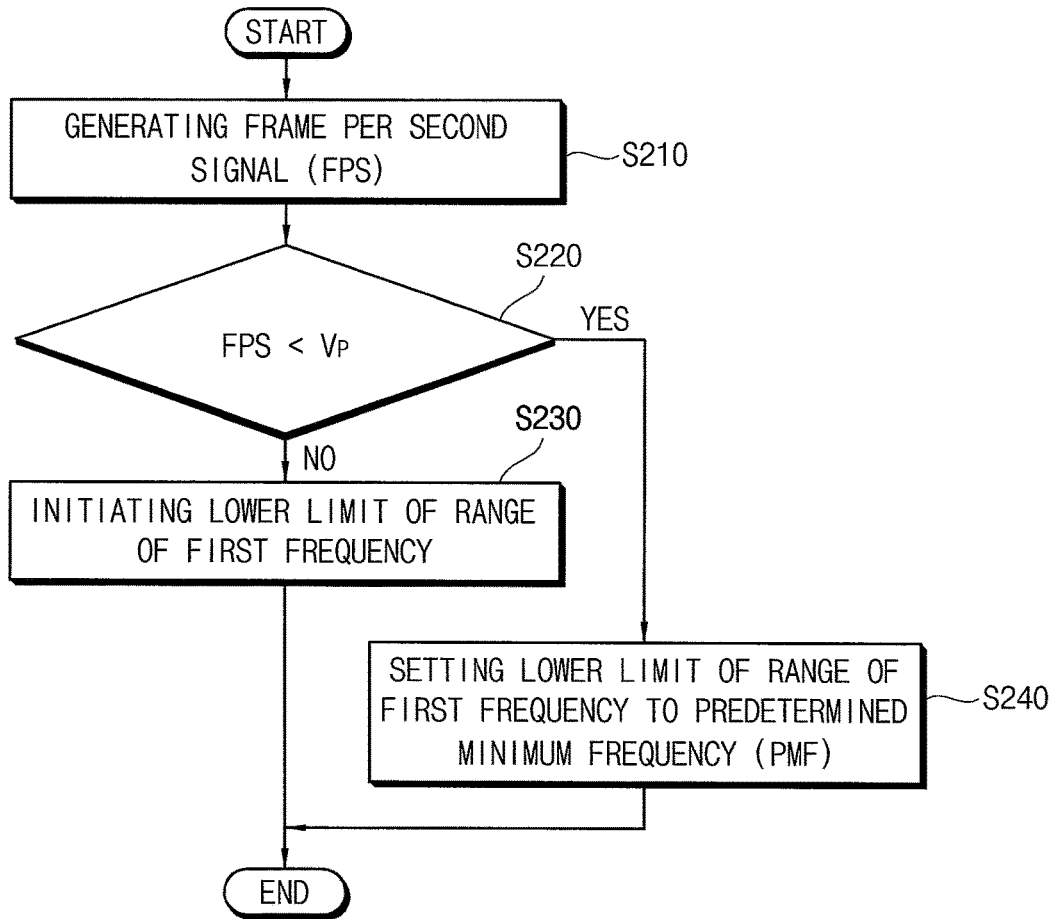 START
GENERATING FRAME PER SECOND
SIGNAL (FPS)
S210
S220
FPS < VP
YES
S230
NO
INITIATING LOWER LIMIT OF RANGE
OF FIRST FREQUENCY
SETTING LOWER LIMIT OF RANGE OF
FIRST FREQUENCY TO PREDETERMINED
MINIMUM FREQUENCY (PMF)
S240
END